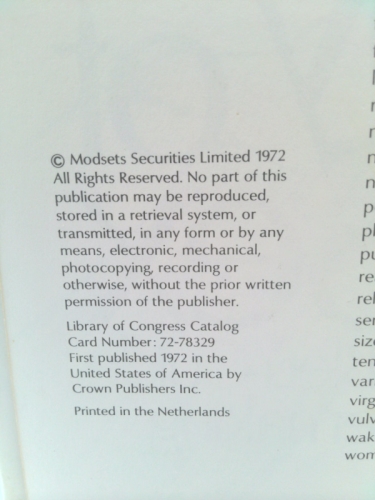 © Modsets Securities Limited 1972
All Rights Reserved. No part of this
publication may be reproduced,
stored in a retrieval system, or
transmitted, in any form or by any
means, electronic, mechanical,
photocopying, recording or
otherwise, without the prior written
permission of the publisher.
Library of Congress Catalog
Card Number: 72-78329
First published 1972 in the
United States of America by
Crown Publishers Inc.
Printed in the Netherlands